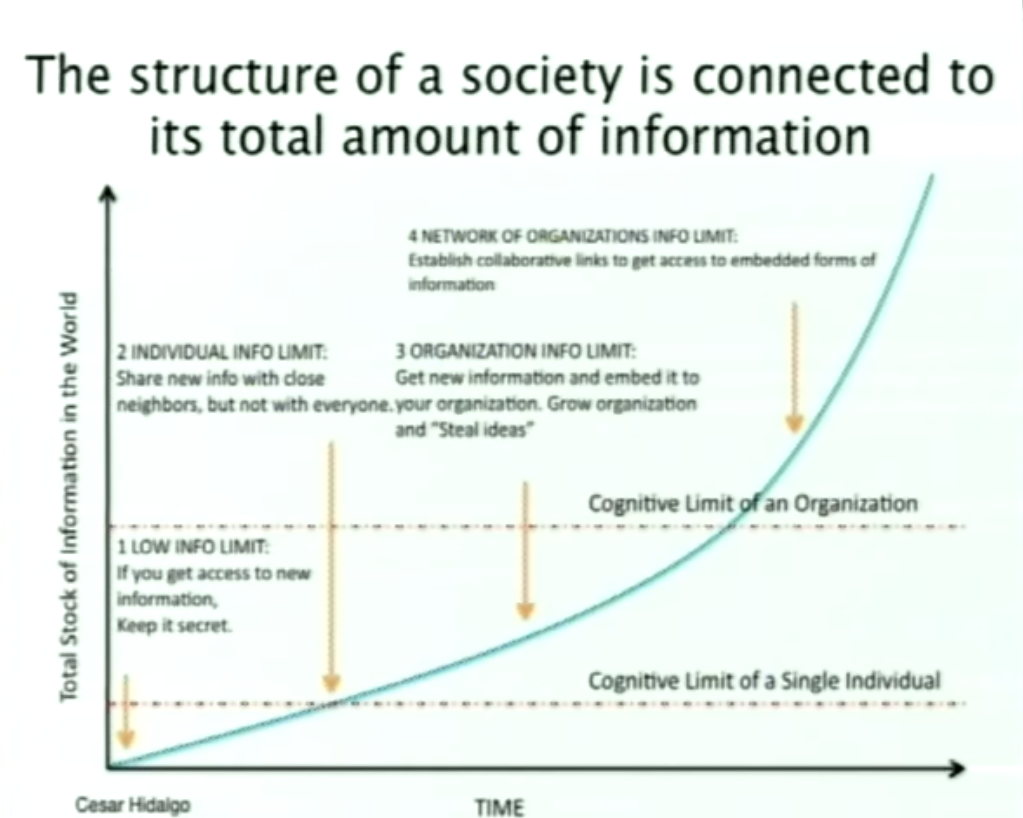 The structure of a society is connected to
its total amount of information
4 NETWORK OF ORGANIZATIONS INFO LIMIT:
Establish collaborative links to get access to embedded forms of
information
2 INDIVIDUAL INFO LIMIT:
Share new info with close
neighbors, but not with everyone.
3 ORGANIZATION INFO LIMIT:
Get new information and embed it to
your organization. Grow organization
and "Steal ideas"
Cognitive Limit of an Organization
1 LOW INFO LIMIT:
If you get access to new
information,
Keep it secret.
Cognitive Limit of a Single Individual
Total Stock of Information in the World
Cesar Hidalgo
TIME